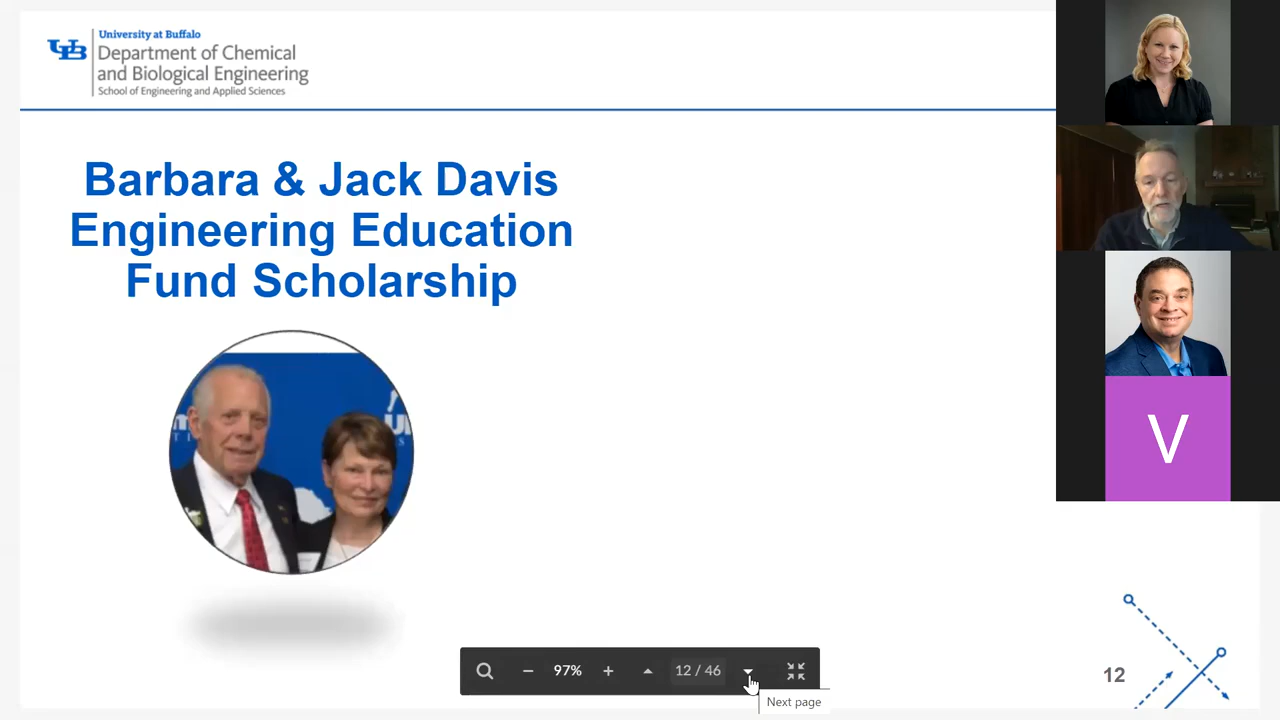 University at Buffalo
UB
Department of Chemical
and Biological Engineering
School of Engineering and Applied Sciences
Barbara & Jack Davis
Engineering Education
Fund Scholarship
V
97%
12 / 46
Next page
12